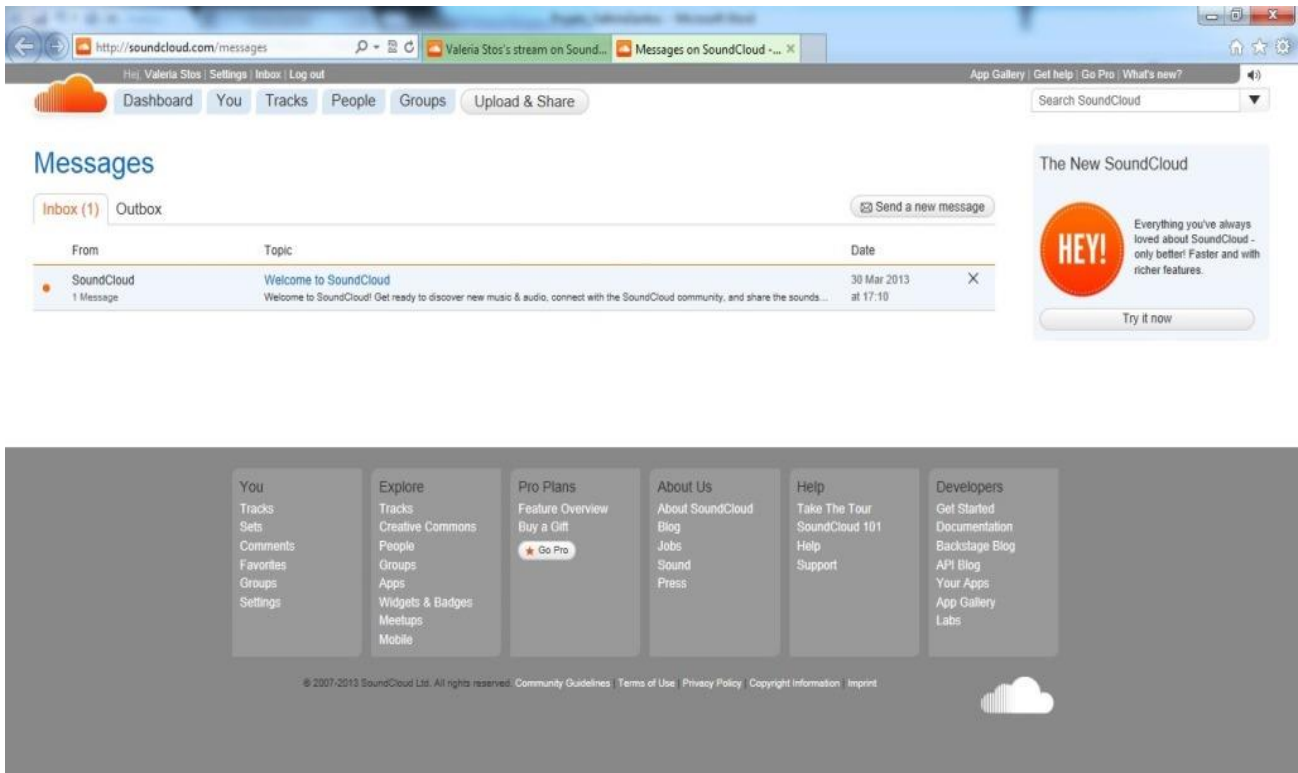 http://soundcloud.com/messages
Valeria Stos's stream on Sound...
Messages on SoundCloud -...
Hej, Valeria Stos | Settings | Inbox | Log out
App Gallery | Get help | Go Pro | What's new?
Dashboard You Tracks People Groups Upload & Share
Search SoundCloud
Messages
Inbox (1) Outbox
Send a new message
From Topic Date
SoundCloud Welcome to SoundCloud 30 Mar 2013
1 Message Welcome to SoundCloud! Get ready to discover new music & audio, connect with the SoundCloud community, and share the sounds... at 17:10
The New SoundCloud
HEY!
Everything you've always
loved about SoundCloud -
only better! Faster and with
richer features.
Try it now
You
Tracks
Sets
Comments
Favorites
Groups
Settings
Explore
Tracks
Creative Commons
People
Groups
Apps
Widgets & Badges
Meetups
Mobile
Pro Plans
Feature Overview
Buy a Gift
Go Pro
About Us
About SoundCloud
Blog
Jobs
Sound
Press
Help
Take The Tour
SoundCloud 101
Help
Support
Developers
Get Started
Documentation
Backstage Blog
API Blog
Your Apps
App Gallery
Labs
© 2007-2013 SoundCloud Ltd. All rights reserved. Community Guidelines | Terms of Use | Privacy Policy | Copyright Information | Imprint